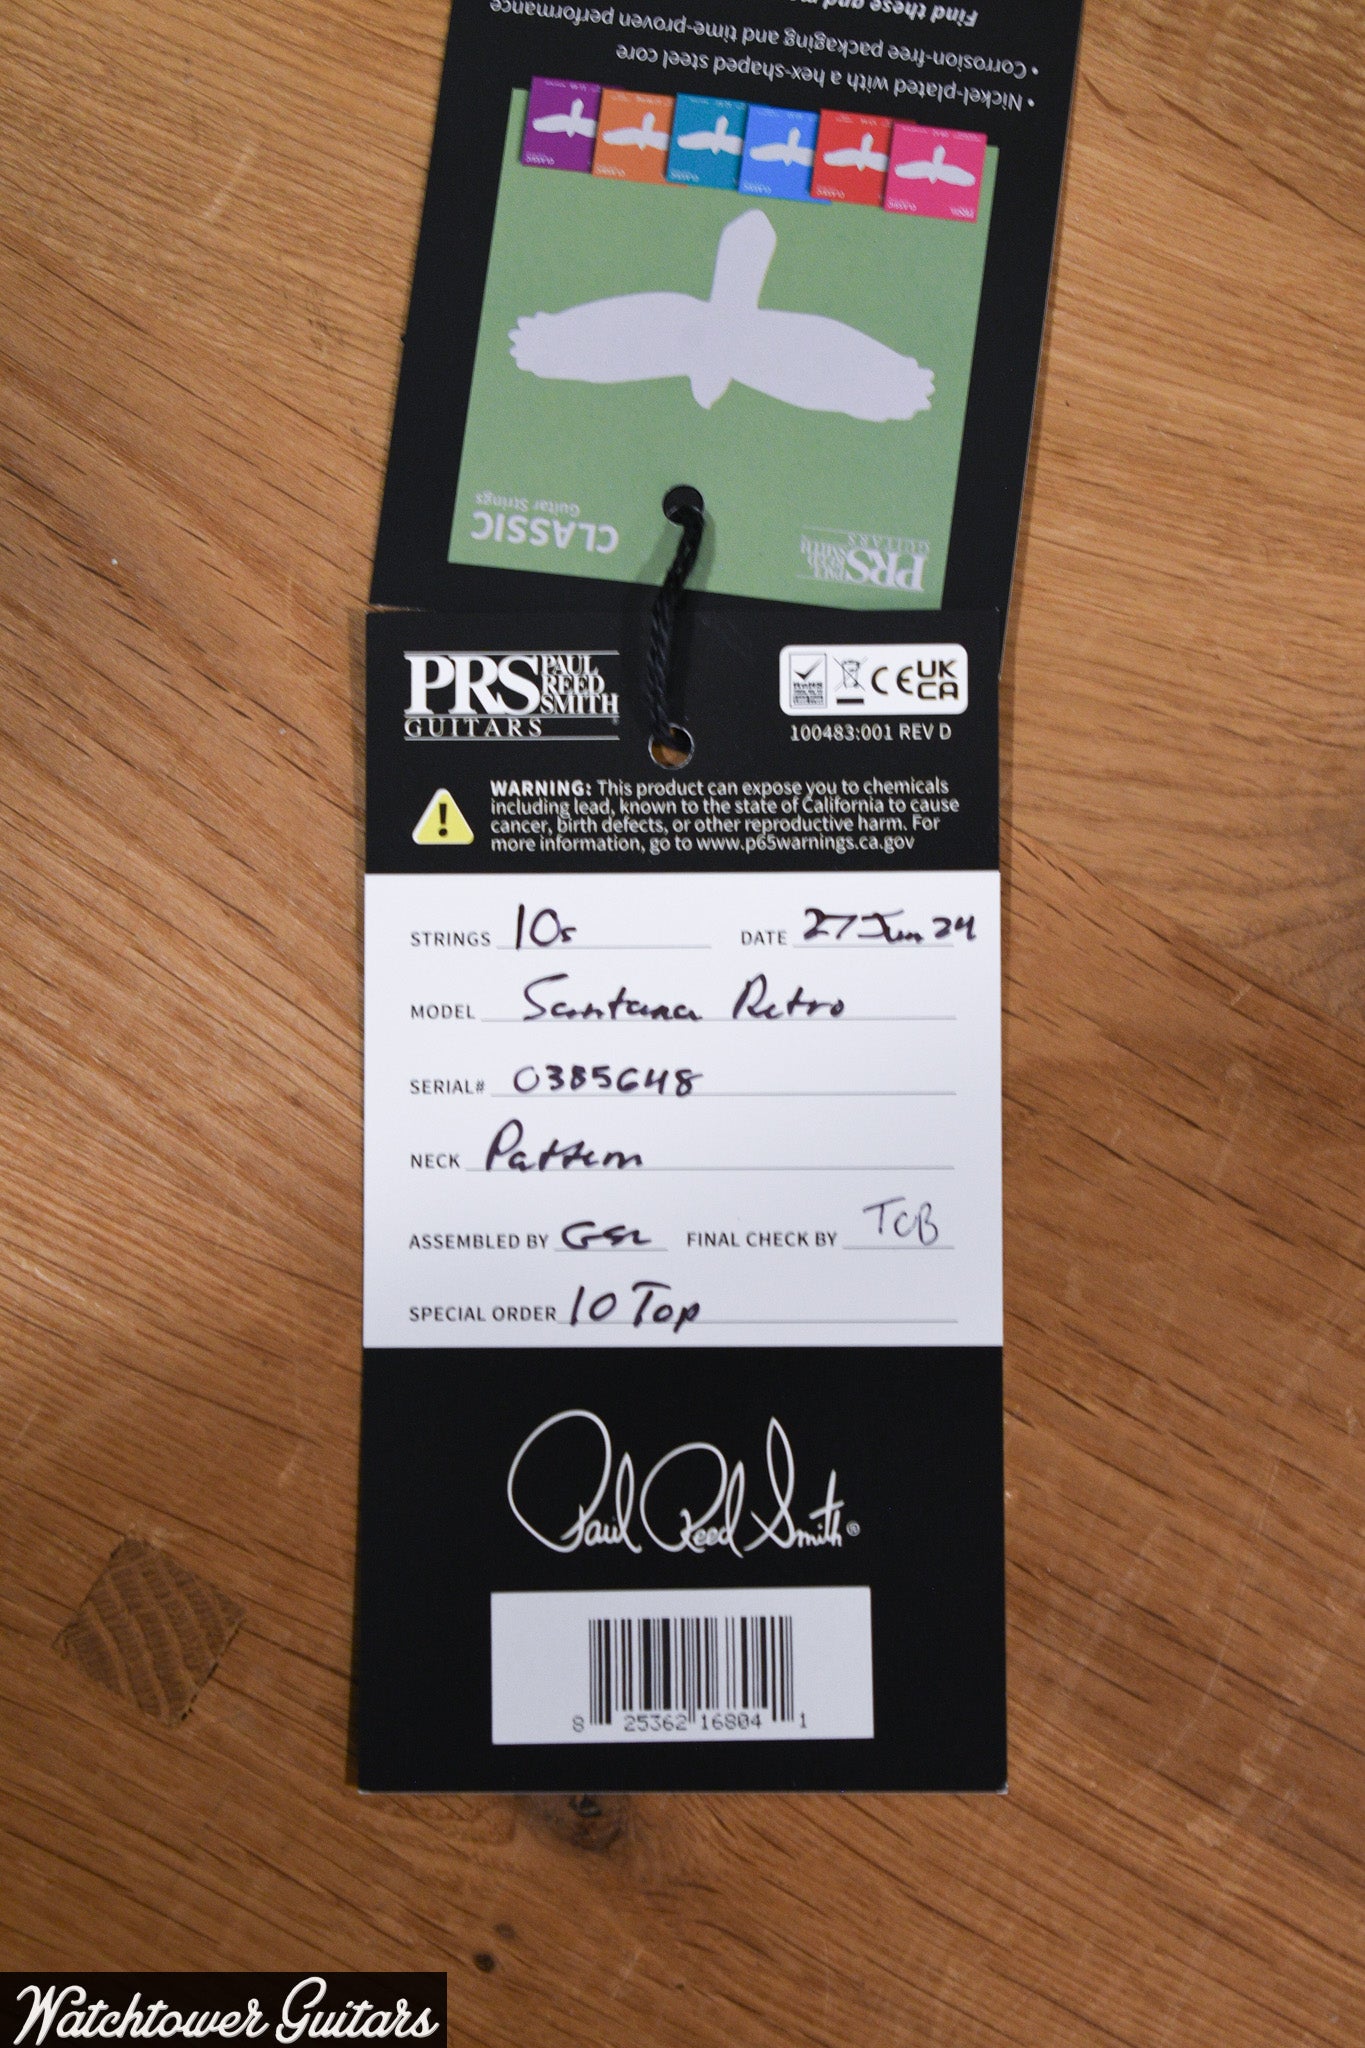 Find these and
• Corrosion-free packaging and time-proven performance
• Nickel-plated with a hex-shaped steel core
CLASSIC
Guitar Strings
PRS PAUL REED SMITH
GUITARS
PRS PAUL REED SMITH
GUITARS
RoHS
CE UK CA
100483:001 REV D
WARNING: This product can expose you to chemicals
including lead, known to the state of California to cause
cancer, birth defects, or other reproductive harm. For
more information, go to www.p65warnings.ca.gov
STRINGS 10s DATE 27 Jun 24
MODEL Santana Retro
SERIAL# 0385648
NECK Pattern
ASSEMBLED BY FINAL CHECK BY TCB
SPECIAL ORDER 10 Top
Paul Reed Smith®
8 25362 16804 1
Watchtower Guitars